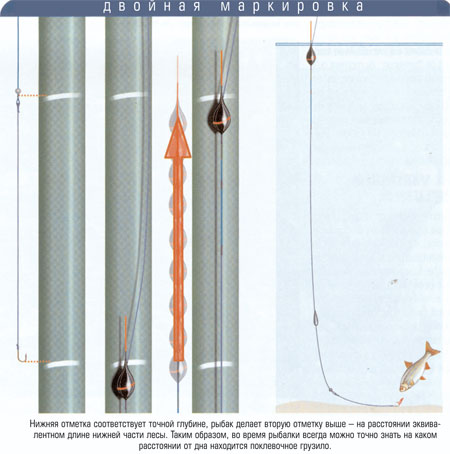 двойная маркировка
Нижняя отметка соответствует точной глубине, рыбак делает вторую отметку выше – на расстоянии эквива-
лентном длине нижней части лесы. Таким образом, во время рыбалки всегда можно точно знать на каком
расстоянии от дна находится поклевочное грузило.